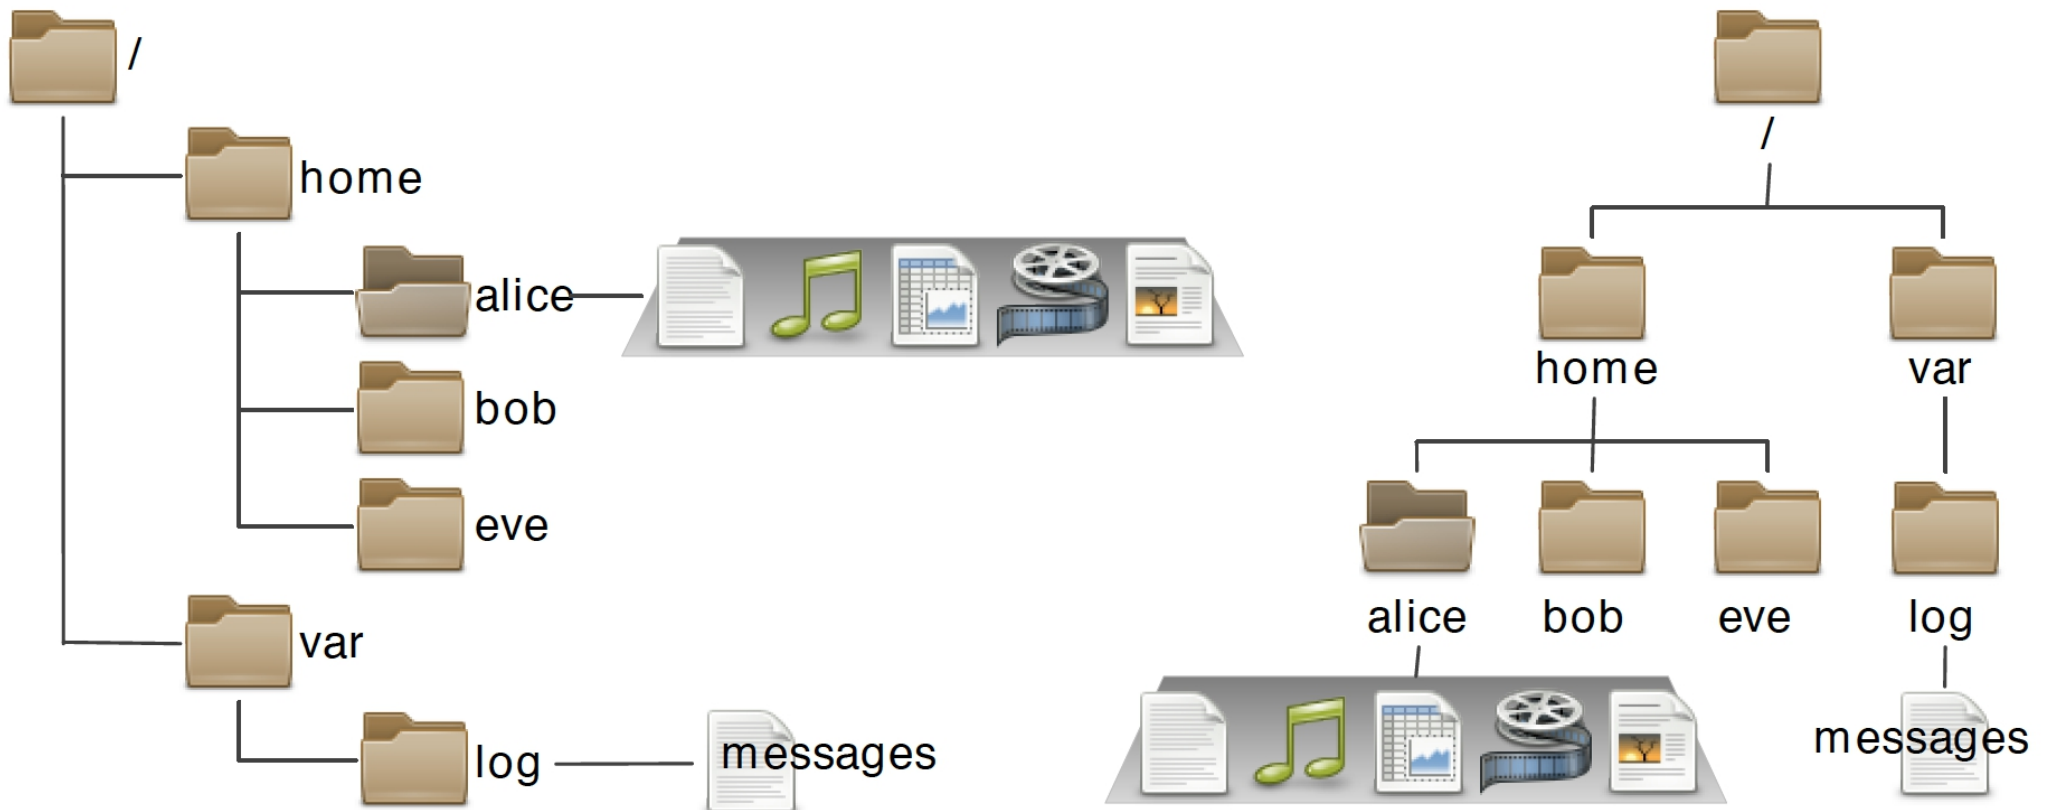 /
home
alice
bob
eve
var
log
messages
/
home var
alice bob eve log
messages